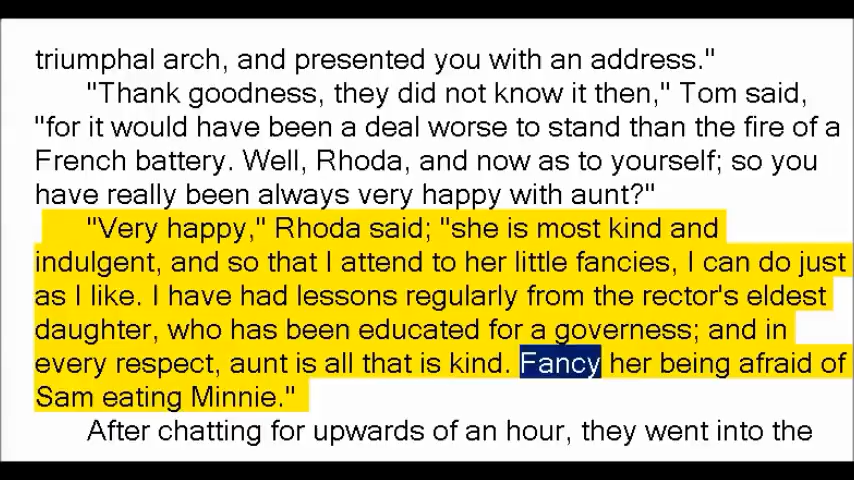 triumphal arch, and presented you with an address."
"Thank goodness, they did not know it then," Tom said,
"for it would have been a deal worse to stand than the fire of a
French battery. Well, Rhoda, and now as to yourself; so you
have really been always very happy with aunt?"
"Very happy," Rhoda said; "she is most kind and
indulgent, and so that I attend to her little fancies, I can do just
as I like. I have had lessons regularly from the rector's eldest
daughter, who has been educated for a governess; and in
every respect, aunt is all that is kind. Fancy her being afraid of
Sam eating Minnie."
After chatting for upwards of an hour, they went into the